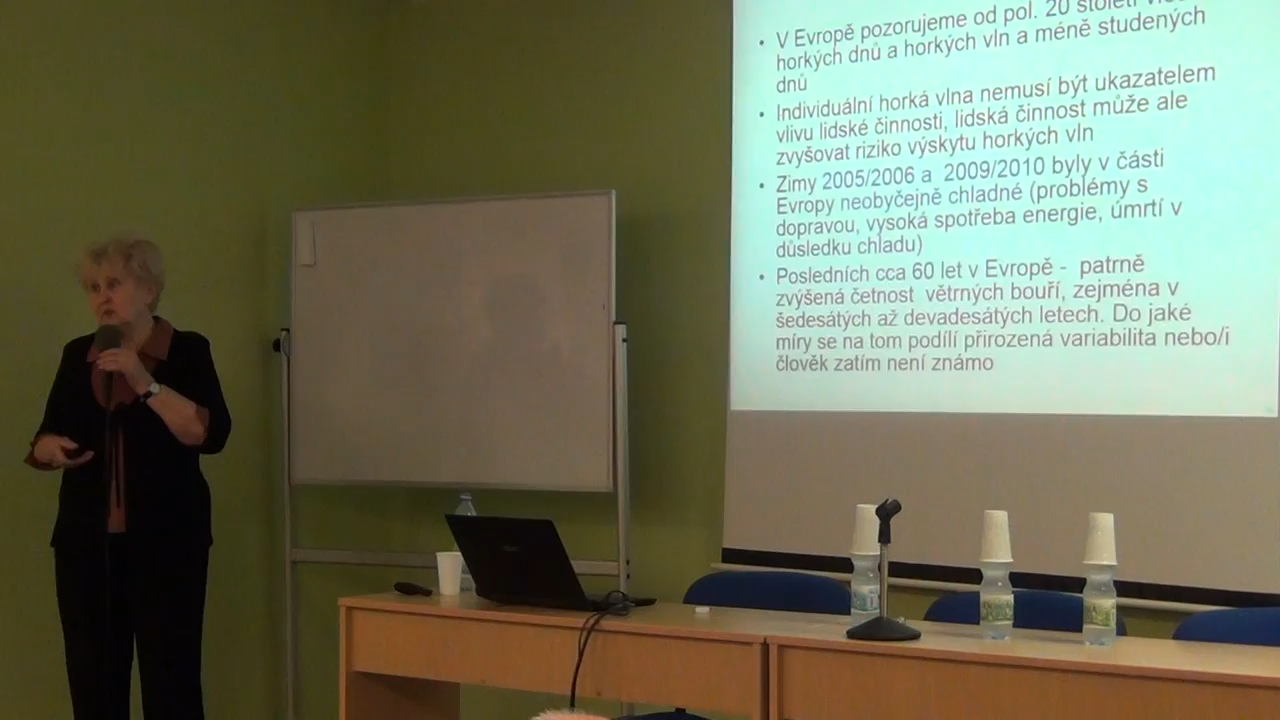 V Evropě pozorujeme od pol. 20 století
horkých dnů a horkých vln a méně studených
dnů
Individuální horká vlna nemusí být ukazatelem
vlivu lidské činnosti, lidská činnost může ale
zvyšovat riziko výskytu horkých vln
Zimy 2005/2006 a 2009/2010 byly v části
Evropy neobyčejně chladné (problémy s
dopravou, vysoká spotřeba energie, úmrtí v
důsledku chladu)
Posledních cca 60 let v Evropě - patrně
zvýšená četnost větrných bouří, zejména v
šedesátých až devadesátých letech. Do jaké
míry se na tom podílí přirozená variabilita nebo/i
člověk zatím není známo